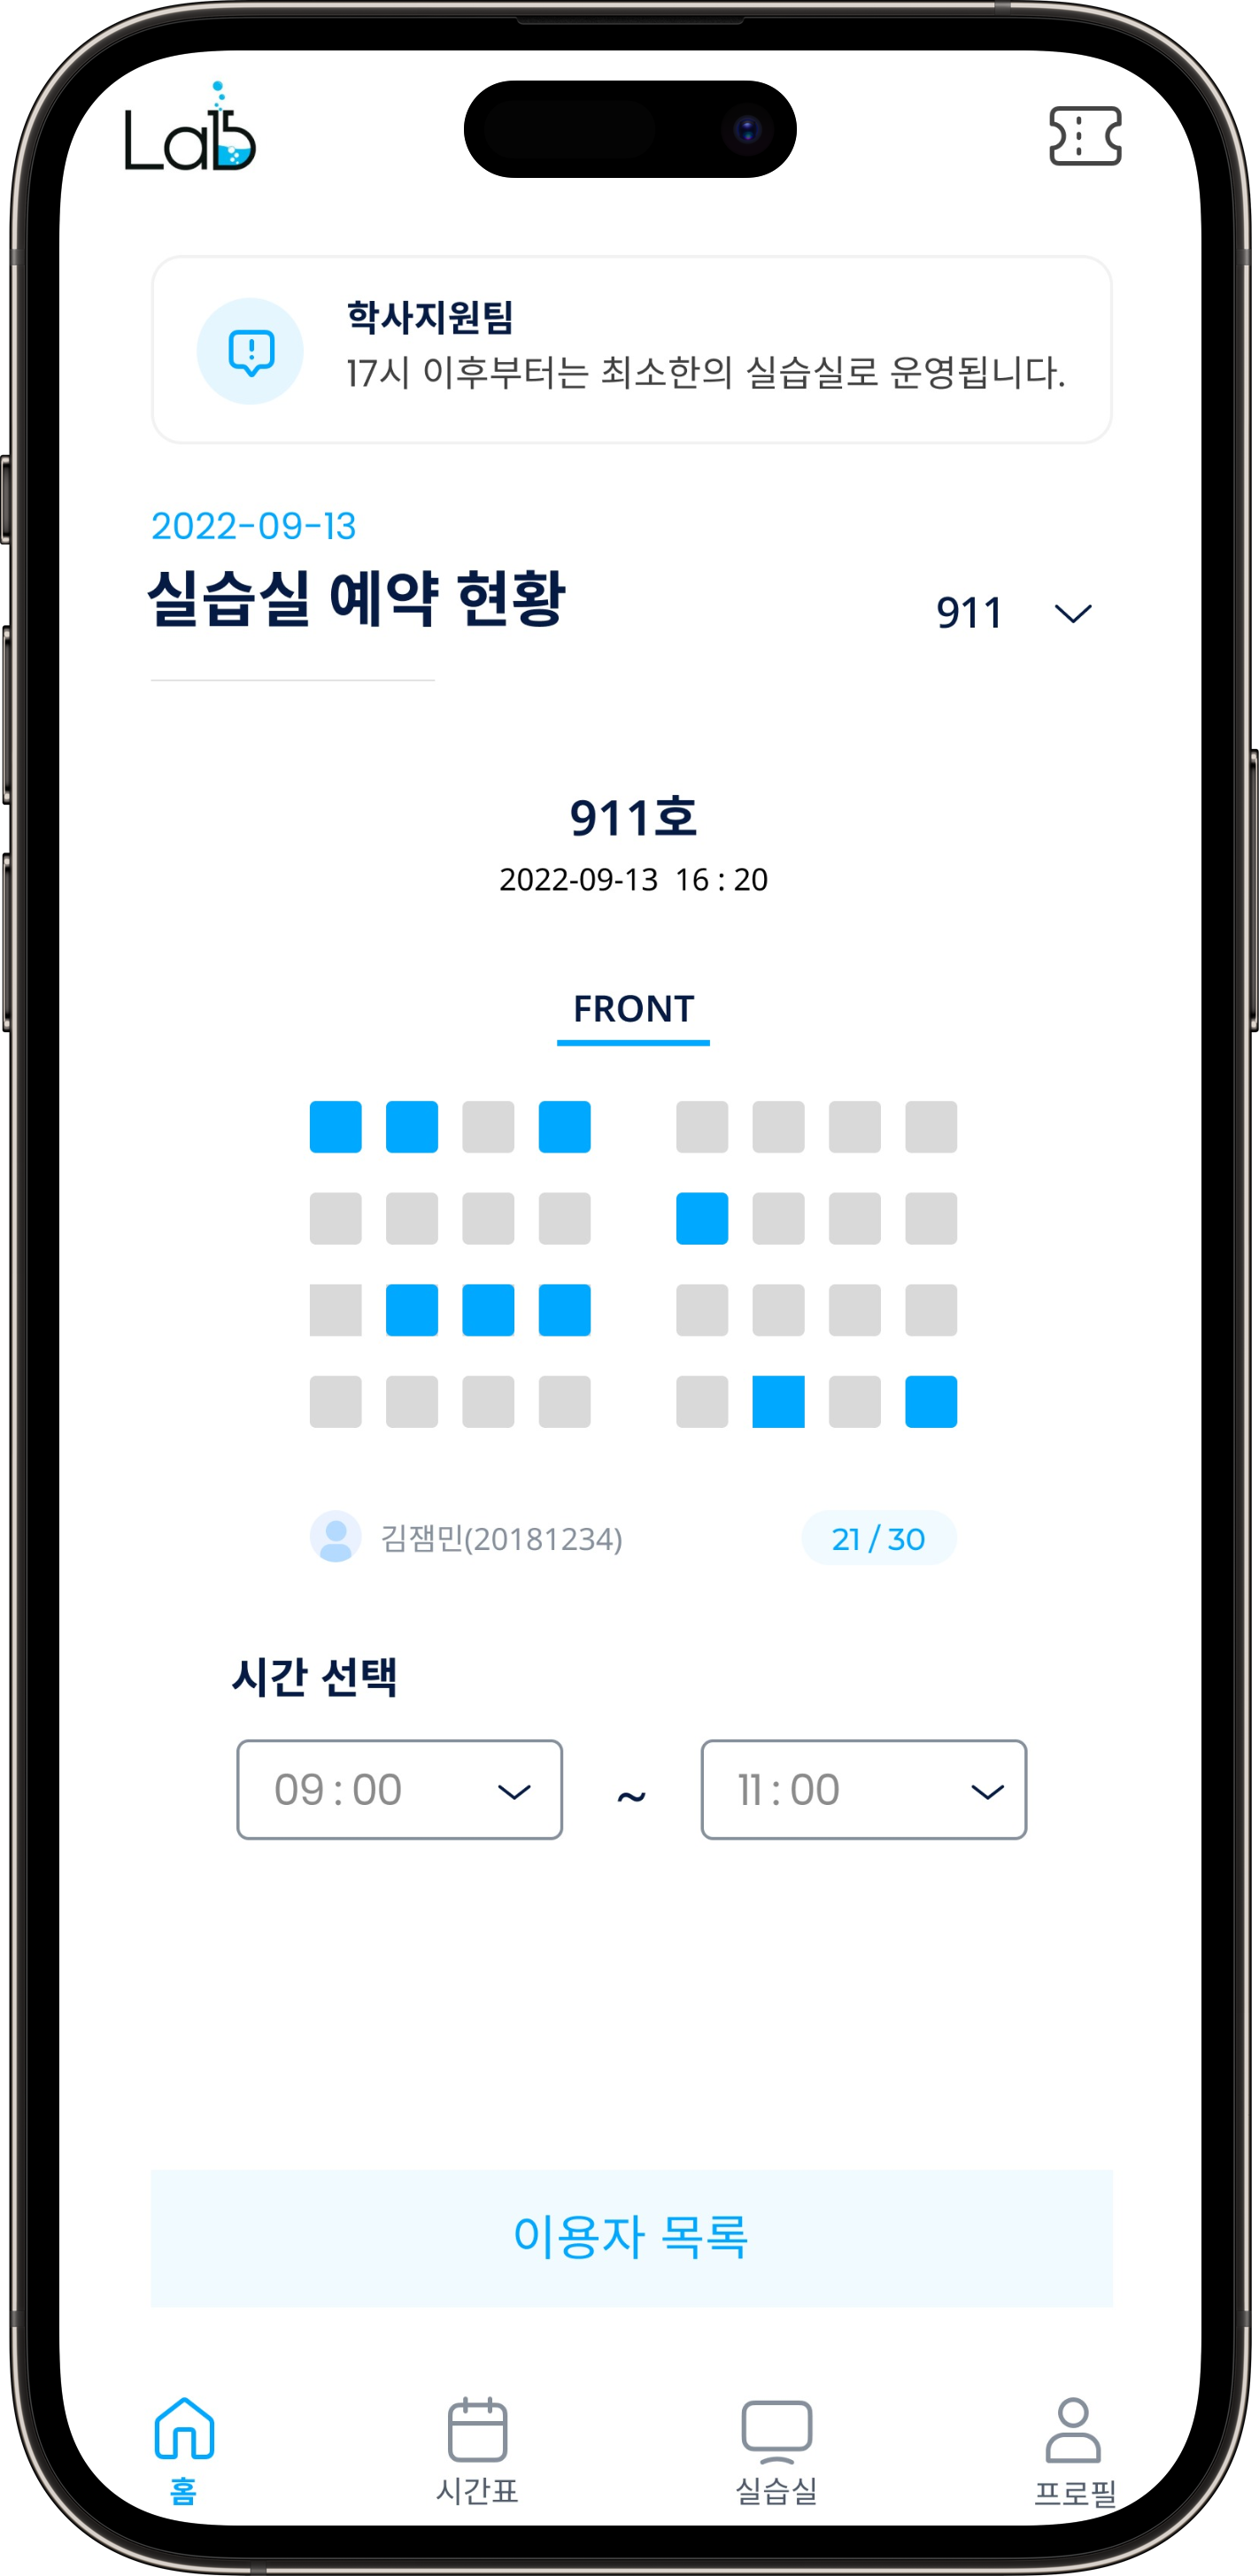 Lab
학사지원팀
17시 이후부터는 최소한의 실습실로 운영됩니다.
2022-09-13
실습실 예약 현황
911
911호
2022-09-13 16 : 20
FRONT
김잼민(20181234)
21 / 30
시간 선택
09 : 00 ~ 11 : 00
이용자 목록
홈 시간표 실습실 프로필